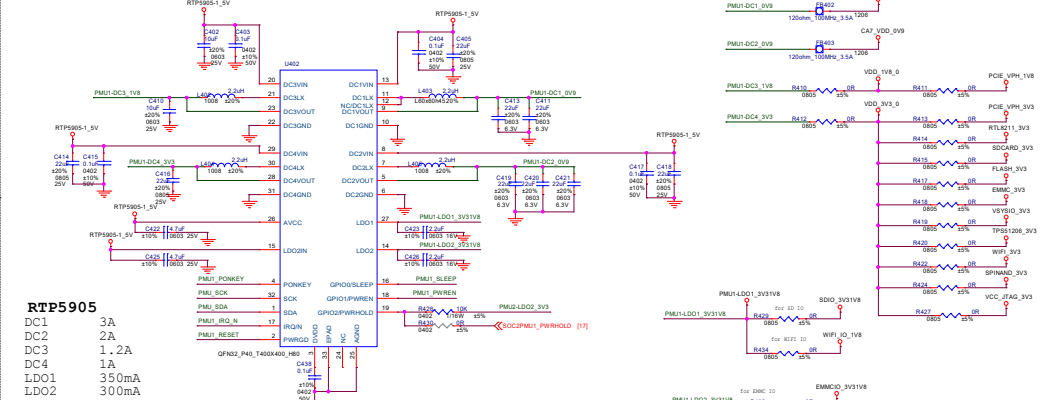 RTP5905-1_5V
C402
10uF
±20%
0603
25V
C403
0.1uF
0402
±10%
50V
RTP5905-1_5V
C404
0.1uF
0402
±10%
50V
C405
22uF
±20%
0805
25V
U402
20 DC3VIN
21 DC3LX
23 DC3VOUT
22 DC3GND
29 DC4VIN
30 DC4LX
28 DC4VOUT
31 DC4GND
26 AVCC
15 LDO2IN
4 PONKEY
32 SCK
1 SDA
17 IRQ/N
2 PWRGD
DC1VIN 13
DC1LX 11
NC/DC1LX 12
DC1VOUT 9
DC1GND 10
DC2VIN 8
DC2LX 7
DC2VOUT 5
DC2GND 6
LDO1 27
LDO2 14
GPIO0/SLEEP 16
GPIO1/PWREN 18
GPIO2/PWRHOLD 19
DVDD 3
EPAD 33
NC 24
AGND 25
QFN32_P40_T400X400_H80
PMU1-DC3_1V8
2.2uH
1008 ±20%
C410
10uF
±20%
0603
25V
L403 2.2uH
PMU1-DC1_0V9
C413
22uF
±20%
0603
6.3V
C411
22uF
±20%
0603
6.3V
RTP5905-1_5V
C414
±20%
0805
25V
C415
0.1uF
±10%
0402
50V
PMU1-DC4_3V3
2.2uH
1008 ±20%
C416
22uF
±20%
0805
25V
2.2uH
1008 ±20%
PMU1-DC2_0V9
C419
22uF
±20%
0603
6.3V
C420
22uF
±20%
0603
6.3V
C421
22uF
±20%
0603
6.3V
RTP5905-1_5V
C417
0.1uF
±10%
0402
50V
C418
22uF
±20%
0805
25V
RTP5905-1_5V
C422 4.7uF
±10% 0603 25V
RTP5905-1_5V
C425 4.7uF
±10% 0603 25V
PMU1-LDO1_3V31V8
C423 2.2uF
±10% 0603 16V
PMU1-LDO2_3V31V8
C426 2.2uF
±10% 0603 16V
PMU1_PONKEY
PMU_SCK
PMU_SDA
PMU1_IRQ_N
PMU1_RESET
PMU1_SLEEP
PMU1_PWREN
R428 10K
0402 1/16W ±5%
PMU2-LDO2_3V3
R430 0R
0402 ±5%
SOC2PMU1_PWRHOLD [17]
C438
0.1uF
±10%
0402
50V
RTP5905
DC1 3A
DC2 2A
DC3 1.2A
DC4 1A
LDO1 350mA
LDO2 300mA
PMU1-DC1_0V9
FB402
120ohm_100MHz_3.5A 1206
CA7_VDD_0V9
PMU1-DC2_0V9
FB403
120ohm_100MHz_3.5A 1206
VDD_1V8_0
PCIE_VPH_1V8
PMU1-DC3_1V8
R410 0R
0805 ±5%
R411 0R
0805 ±5%
VDD_3V3_0
PCIE_VPH_3V3
PMU1-DC4_3V3
R412 0R
0805 ±5%
R413 0R
0805 ±5%
RTL8211_3V3
R414 0R
0805 ±5%
SDCARD_3V3
R415 0R
0805 ±5%
FLASH_3V3
R417 0R
0805 ±5%
EMMC_3V3
R418 0R
0805 ±5%
VSYSIO_3V3
R419 0R
0805 ±5%
TPS51206_3V3
R420 0R
0805 ±5%
WIFI_3V3
R422 0R
0805 ±5%
SPINAND_3V3
R424 0R
0805 ±5%
VCC_JTAG_3V3
R427 0R
0805 ±5%
PMU1-LDO1_3V31V8
for SD IO
SDIO_3V31V8
PMU1-LDO1_3V31V8
R429 0R
0805 ±5%
for WIFI IO
WIFI_IO_1V8
R434 0R
0805 ±5%
for EMMC IO
EMMCIO_3V31V8
PMU1-LDO2_3V31V8